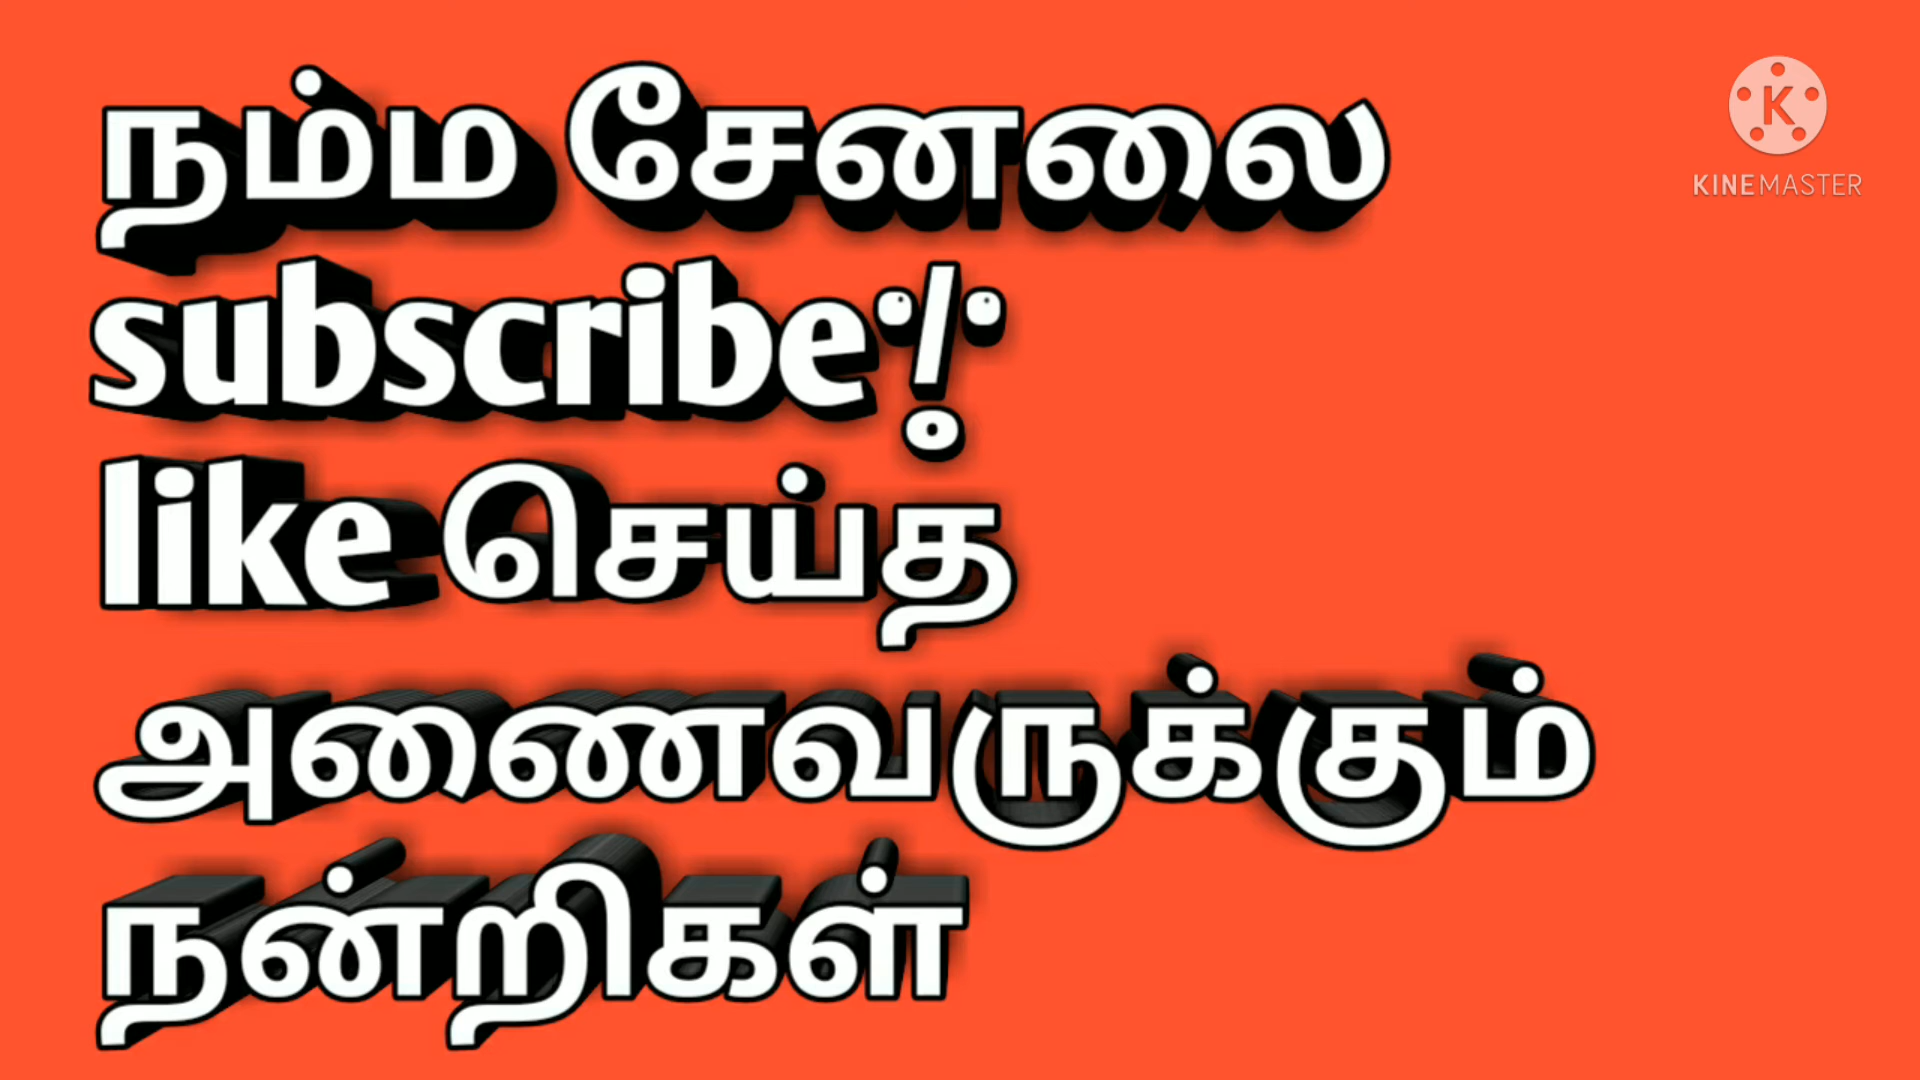 நம்ம சேனலை
KINEMASTER
subscribe
like செய்த
அணைவருக்கும்
நன்றிகள்